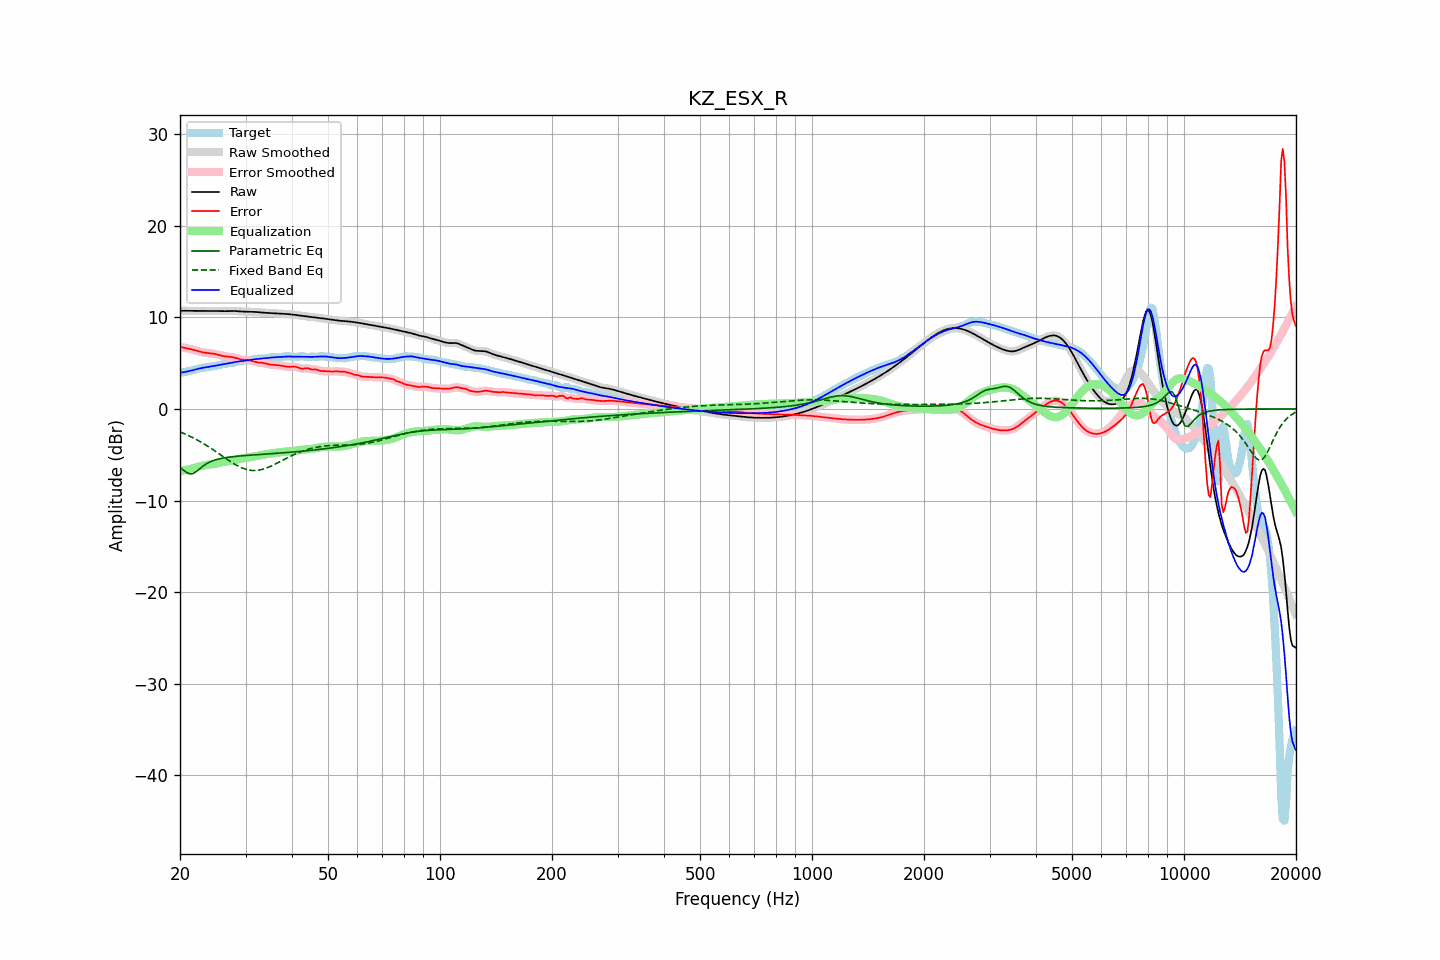 KZ_ESX_R
30
20
10
0
−10
−20
−30
−40
Amplitude (dBr)
Target
Raw Smoothed
Error Smoothed
Raw
Error
Equalization
Parametric Eq
Fixed Band Eq
Equalized
20 50 100 200 500 1000 2000 5000 10000 20000
Frequency (Hz)